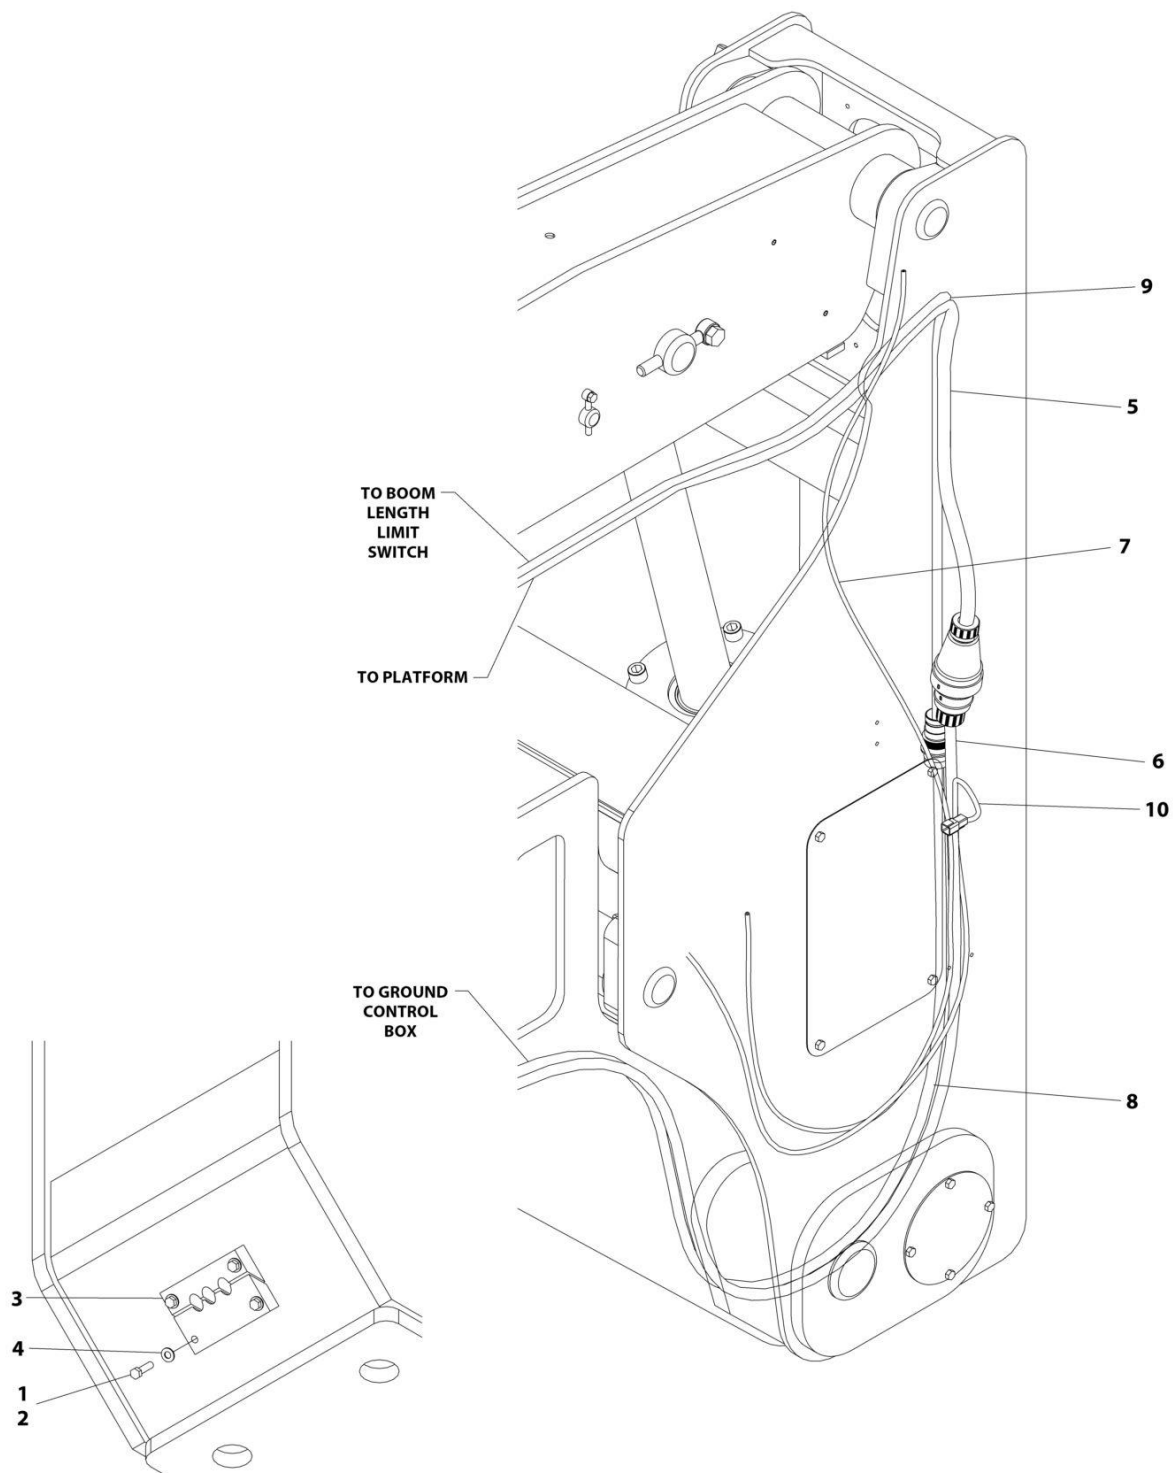 9
5
TO BOOM
LENGTH
LIMIT
SWITCH
7
TO PLATFORM
6
10
TO GROUND
CONTROL
BOX
8
3
4
1
2